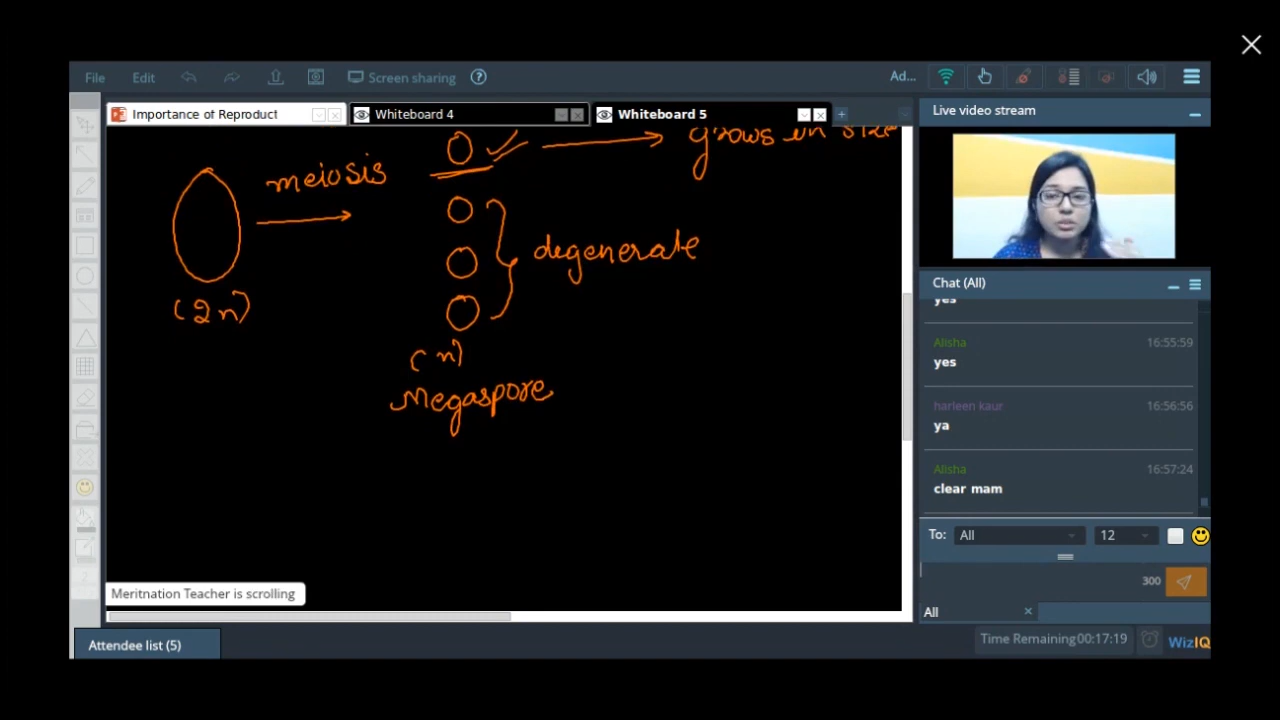 File Edit Screen sharing ? Ad...
Importance of Reproduct Whiteboard 4 Whiteboard 5 +
Live video stream
grows in size
meiosis
degenerate
(2n)
(n)
Megaspore
Chat (All)
yes
Alisha 16:55:59
yes
harleen kaur 16:56:56
ya
Alisha 16:57:24
clear mam
To: All 12
300
All
Meritnation Teacher is scrolling
Attendee list (5)
Time Remaining00:17:19 WizIQ